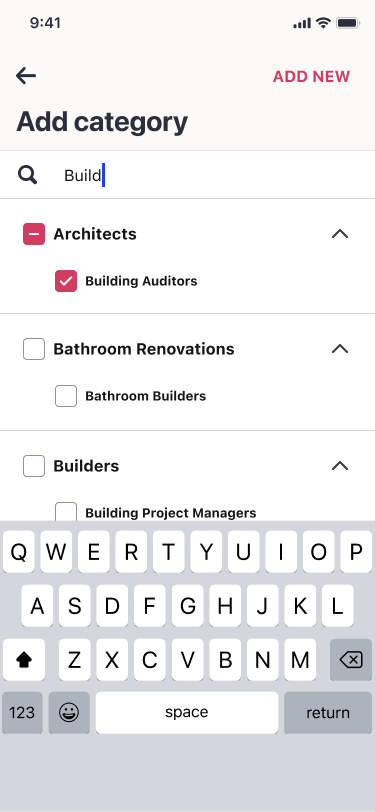 9:41
ADD NEW
Add category
Build
Architects
Building Auditors
Bathroom Renovations
Bathroom Builders
Builders
Building Project Managers
Q W E R T Y U I O P
A S D F G H J K L
Z X C V B N M
123 space return